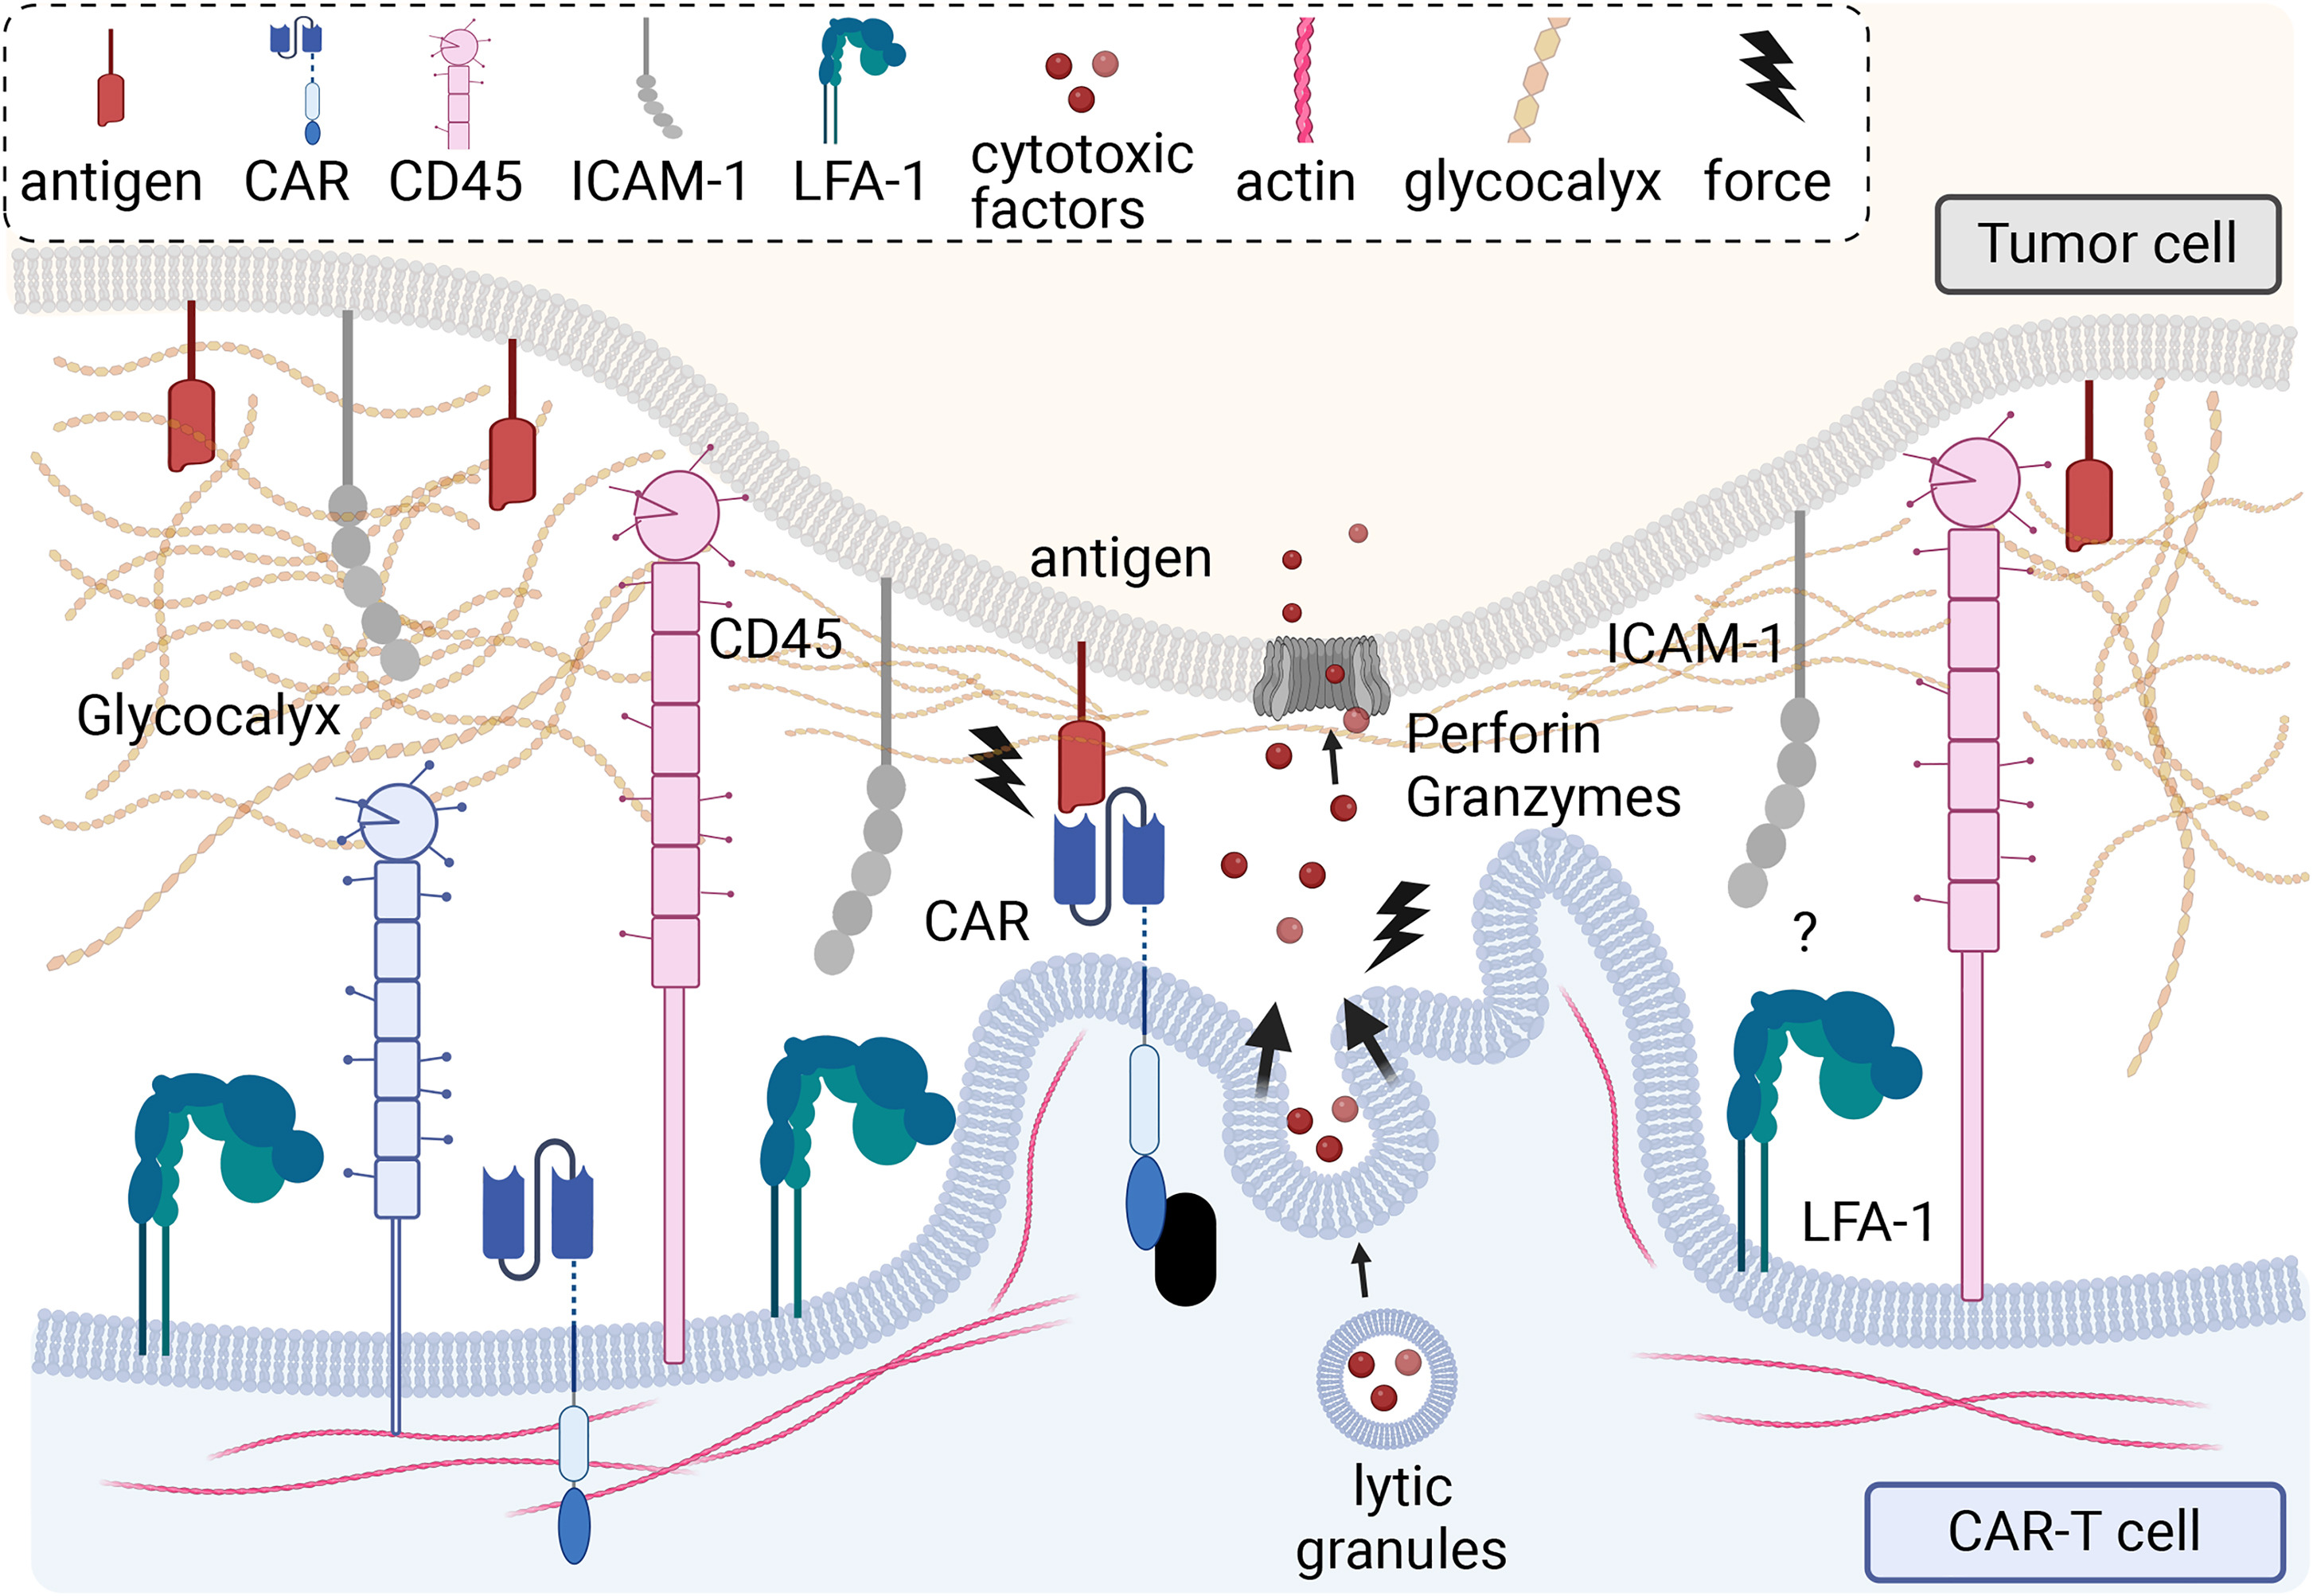 antigen
CAR
CD45
ICAM-1
LFA-1
cytotoxic
factors
actin
glycocalyx
force
Tumor cell
antigen
CD45
ICAM-1
Glycocalyx
Perforin
Granzymes
CAR
?
LFA-1
lytic
granules
CAR-T cell